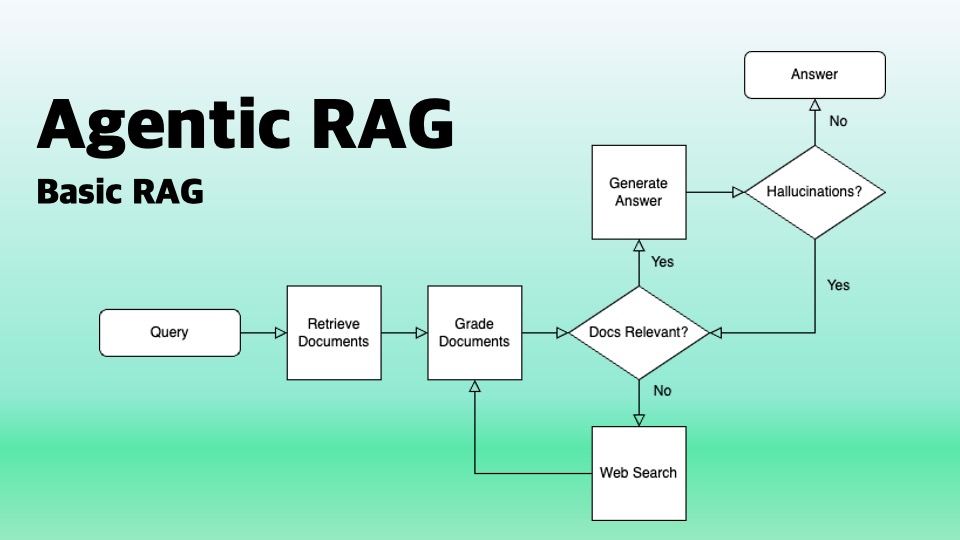 Agentic RAG
Basic RAG
Query
Retrieve
Documents
Grade
Documents
Docs Relevant?
Yes
No
Web Search
Generate
Answer
Hallucinations?
No
Yes
Answer